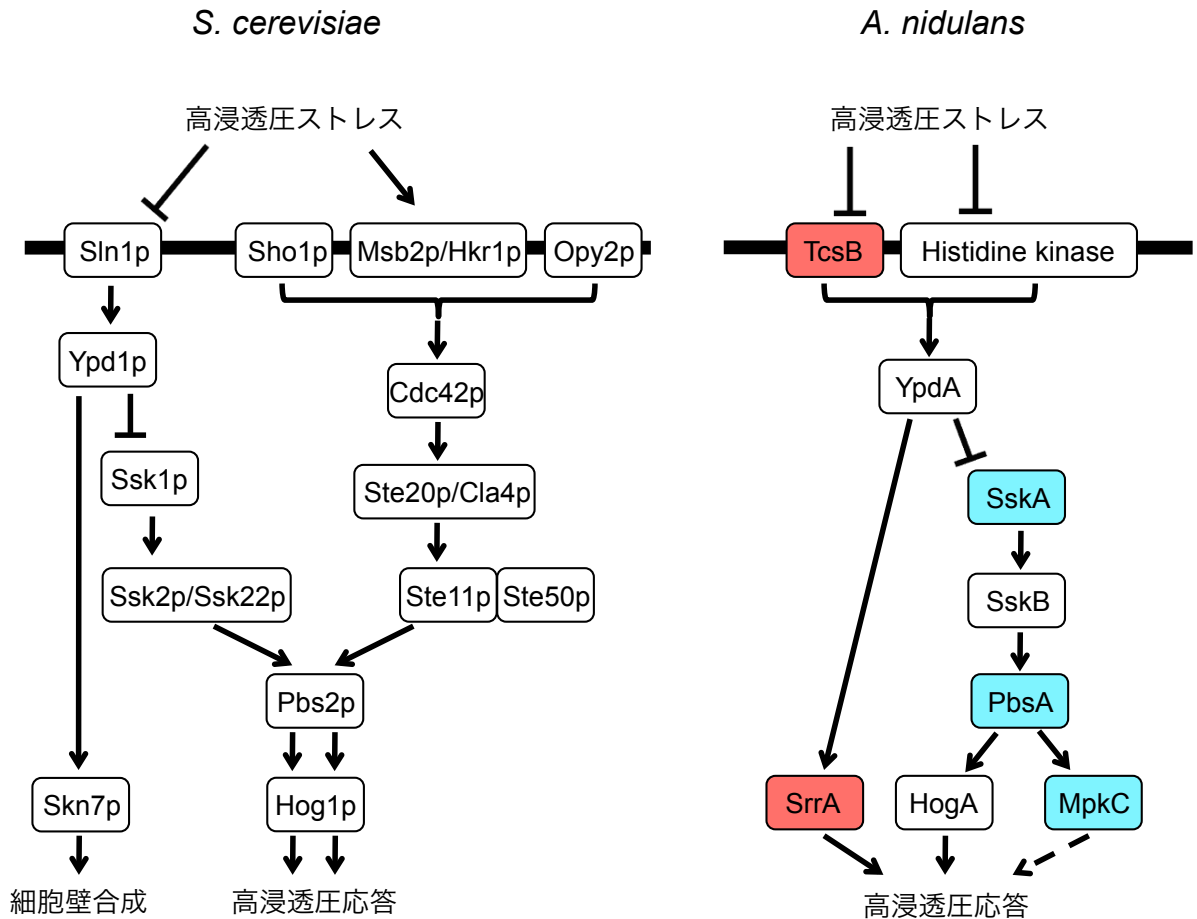 S. cerevisiae
高浸透圧ストレス
Sln1p
Sho1p
Msb2p/Hkr1p
Opy2p
Ypd1p
Cdc42p
Ssk1p
Ste20p/Cla4p
Ssk2p/Ssk22p
Ste11p
Ste50p
Pbs2p
Skn7p
Hog1p
細胞壁合成
高浸透圧応答
A. nidulans
高浸透圧ストレス
TcsB
Histidine kinase
YpdA
SskA
SskB
PbsA
SrrA
HogA
MpkC
高浸透圧応答